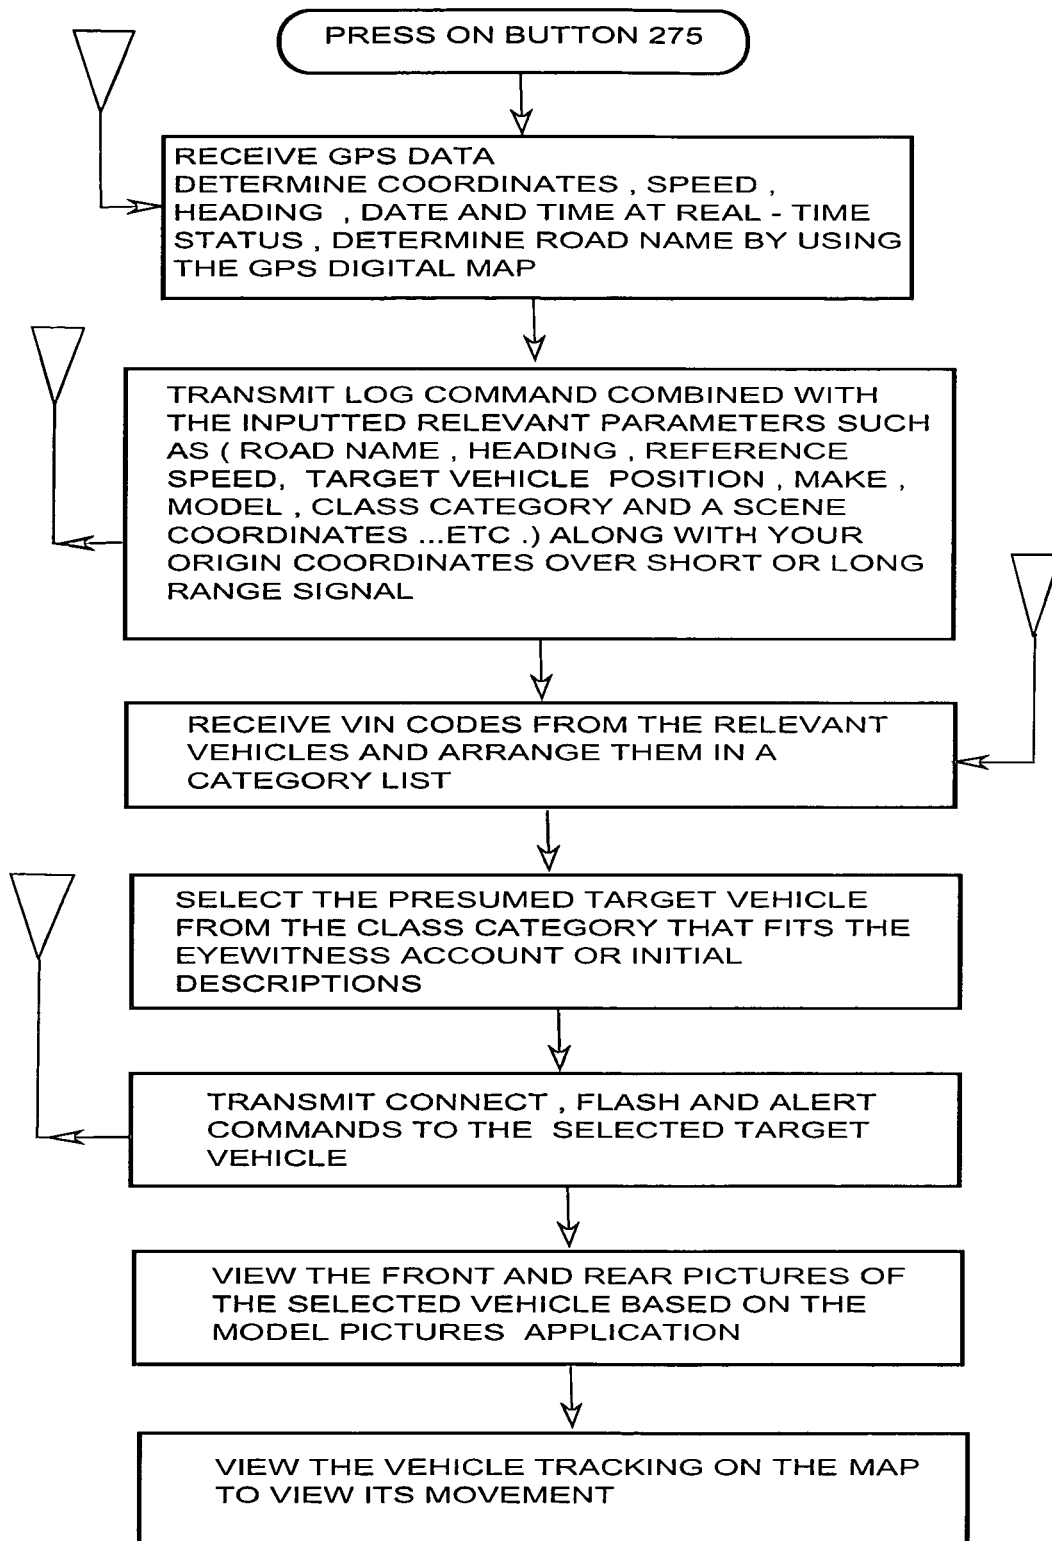 PRESS ON BUTTON 275
RECEIVE GPS DATA
DETERMINE COORDINATES , SPEED ,
HEADING , DATE AND TIME AT REAL - TIME
STATUS , DETERMINE ROAD NAME BY USING
THE GPS DIGITAL MAP
TRANSMIT LOG COMMAND COMBINED WITH
THE INPUTTED RELEVANT PARAMETERS SUCH
AS ( ROAD NAME , HEADING , REFERENCE
SPEED, TARGET VEHICLE POSITION , MAKE ,
MODEL , CLASS CATEGORY AND A SCENE
COORDINATES ...ETC .) ALONG WITH YOUR
ORIGIN COORDINATES OVER SHORT OR LONG
RANGE SIGNAL
RECEIVE VIN CODES FROM THE RELEVANT
VEHICLES AND ARRANGE THEM IN A
CATEGORY LIST
SELECT THE PRESUMED TARGET VEHICLE
FROM THE CLASS CATEGORY THAT FITS THE
EYEWITNESS ACCOUNT OR INITIAL
DESCRIPTIONS
TRANSMIT CONNECT , FLASH AND ALERT
COMMANDS TO THE SELECTED TARGET
VEHICLE
VIEW THE FRONT AND REAR PICTURES OF
THE SELECTED VEHICLE BASED ON THE
MODEL PICTURES APPLICATION
VIEW THE VEHICLE TRACKING ON THE MAP
TO VIEW ITS MOVEMENT